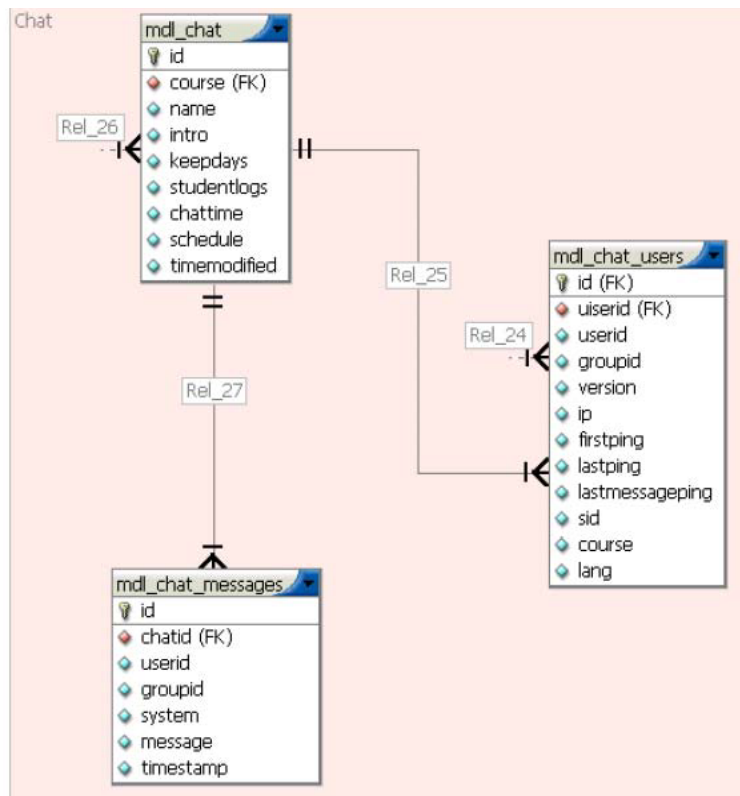 Chat
mdl_chat
id
course (FK)
name
intro
keepdays
studentlogs
chattime
schedule
timemodified
Rel_26
Rel_25
mdl_chat_users
id (FK)
uiserid (FK)
userid
groupid
version
ip
firstping
lastping
lastmessageping
sid
course
lang
Rel_24
Rel_27
mdl_chat_messages
id
chatid (FK)
userid
groupid
system
message
timestamp